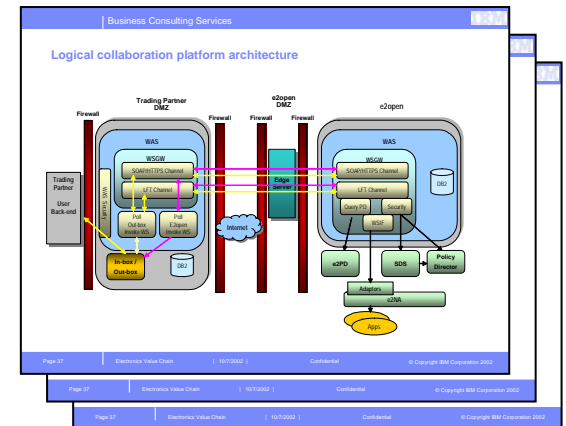 Business Consulting Services
IBM
Logical collaboration platform architecture
Trading Partner
DMZ
e2open
DMZ
e2open
Firewall
Firewall
Firewall
Firewall
WAS
WSGW
SOAP/HTTPS Channel
LFT Channel
WAS Security
Poll
Out-box
Invoke WS
Poll
E2open
Invoke WS
In-box /
Out-box
DB2
Trading
Partner
User
Back-end
Internet
Edge
Server
WAS
WSGW
SOAP/HTTPS Channel
LFT Channel
Query PD
Security
WSIF
DB2
e2PD
SDS
Policy
Director
Adaptors
e2NA
Apps
Page 37
Electronics Value Chain
| 10/7/2002 |
Confidential
© Copyright IBM Corporation 2002
Page 37
Electronics Value Chain
| 10/7/2002 |
Confidential
© Copyright IBM Corporation 2002
Page 37
Electronics Value Chain
| 10/7/2002 |
Confidential
© Copyright IBM Corporation 2002